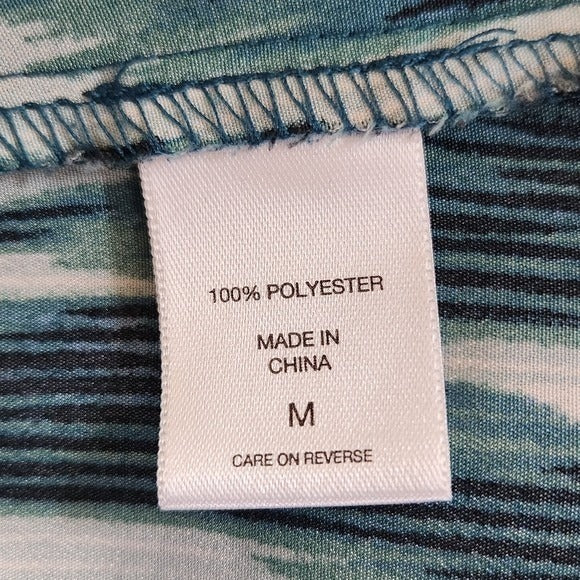 100% POLYESTER
MADE IN
CHINA
M
CARE ON REVERSE